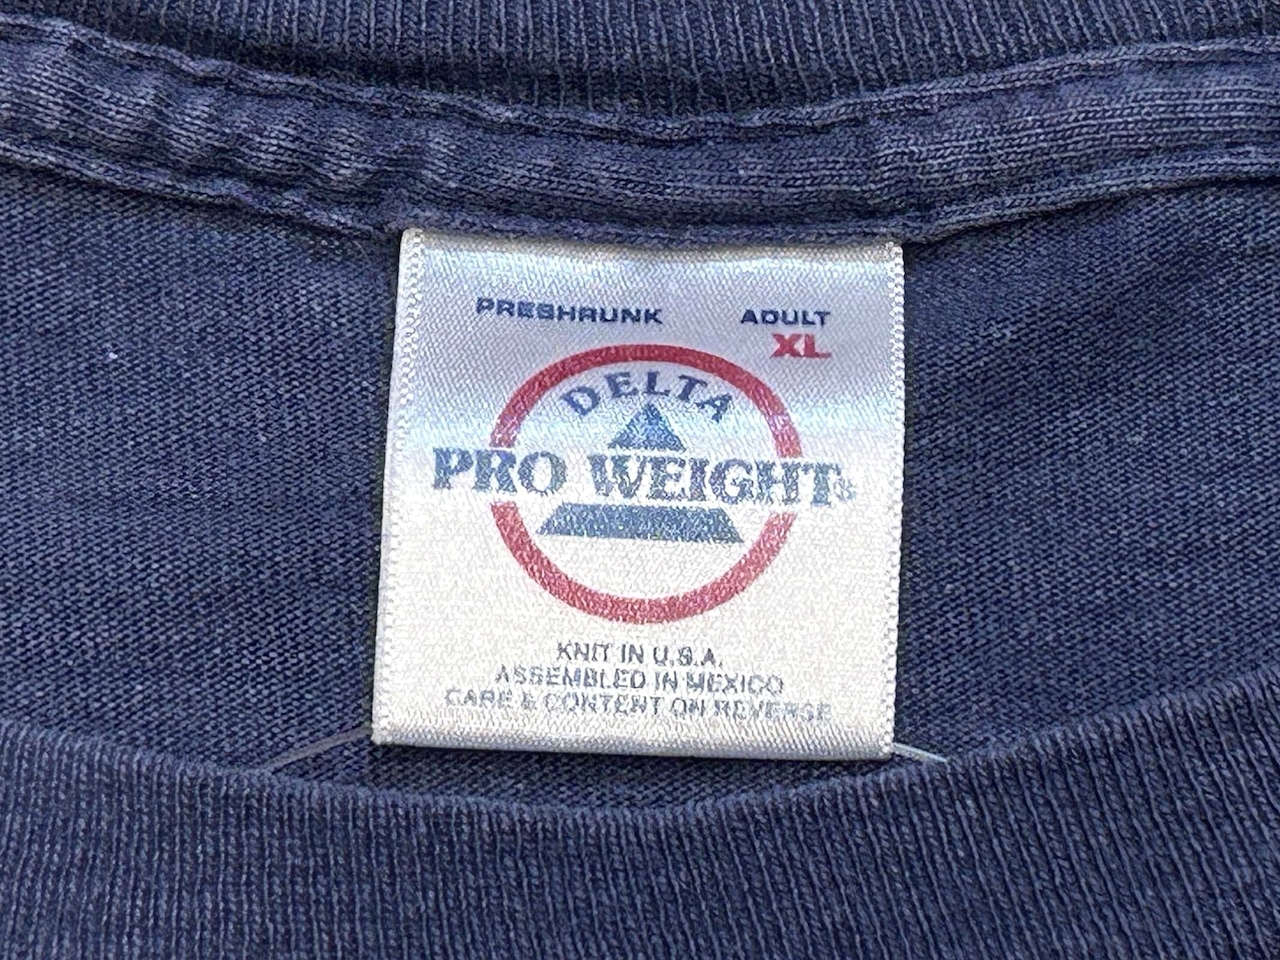 PRESHRUNK
ADULT
XL
DELTA
PRO WEIGHT®
KNIT IN U.S.A.
ASSEMBLED IN MEXICO
CARE & CONTENT ON REVERSE